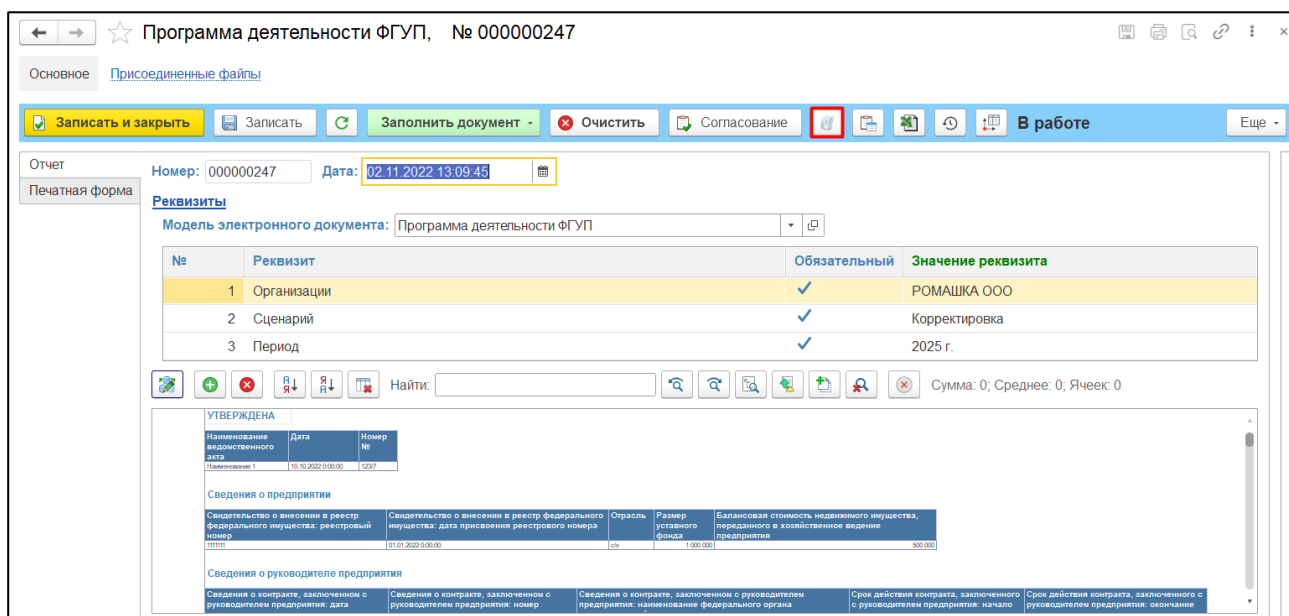 Программа деятельности ФГУП, № 000000247
Основное Присоединенные файлы
Записать и закрыть Записать Заполнить документ Очистить Согласование В работе Еще
Отчет
Печатная форма
Номер: 000000247 Дата: 02.11.2022 13:09:45
Реквизиты
Модель электронного документа: Программа деятельности ФГУП
№ Реквизит Обязательный Значение реквизита
1 Организации РОМАШКА ООО
2 Сценарий Корректировка
3 Период 2025 г.
Найти: Сумма: 0; Среднее: 0; Ячеек: 0
УТВЕРЖДЕНА
Наименование Дата Номер
ведомственного №
акта
Наименование 1 10.10.2022 0:00:00 123/7
Сведения о предприятии
Свидетельство о внесении в реестр Свидетельство о внесении в реестр федерального Отрасль Размер Балансовая стоимость недвижимого имущества,
федерального имущества: реестровый имущества: дата присвоения реестрового номера уставного переданного в хозяйственное ведение
номер фонда предприятия
1111111 01.01.2022 0:00:00 с/х 1 000 000 500 000
Сведения о руководителе предприятия
Сведения о контракте, заключенном с Сведения о контракте, заключенном с Сведения о контракте, заключенном с руководителем Срок действия контракта, заключенного Срок действия контракта, заключенного с
руководителем предприятия: дата руководителем предприятия: номер предприятия: наименование федерального органа с руководителем предприятия: начало руководителем предприятия: окончание